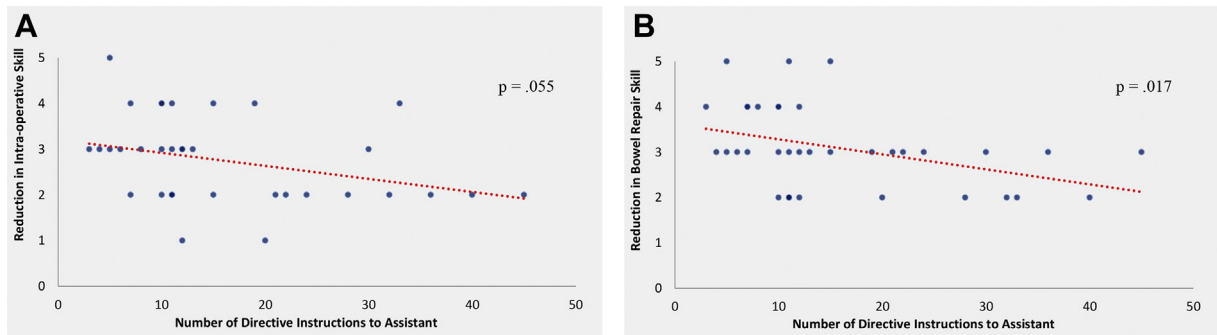 A
Reduction in Intra-operative Skill
5
4
3
2
1
0
p = .055
0 10 20 30 40 50
Number of Directive Instructions to Assistant
B
Reduction in Bowel Repair Skill
5
4
3
2
1
0
p = .017
0 10 20 30 40 50
Number of Directive Instructions to Assistant